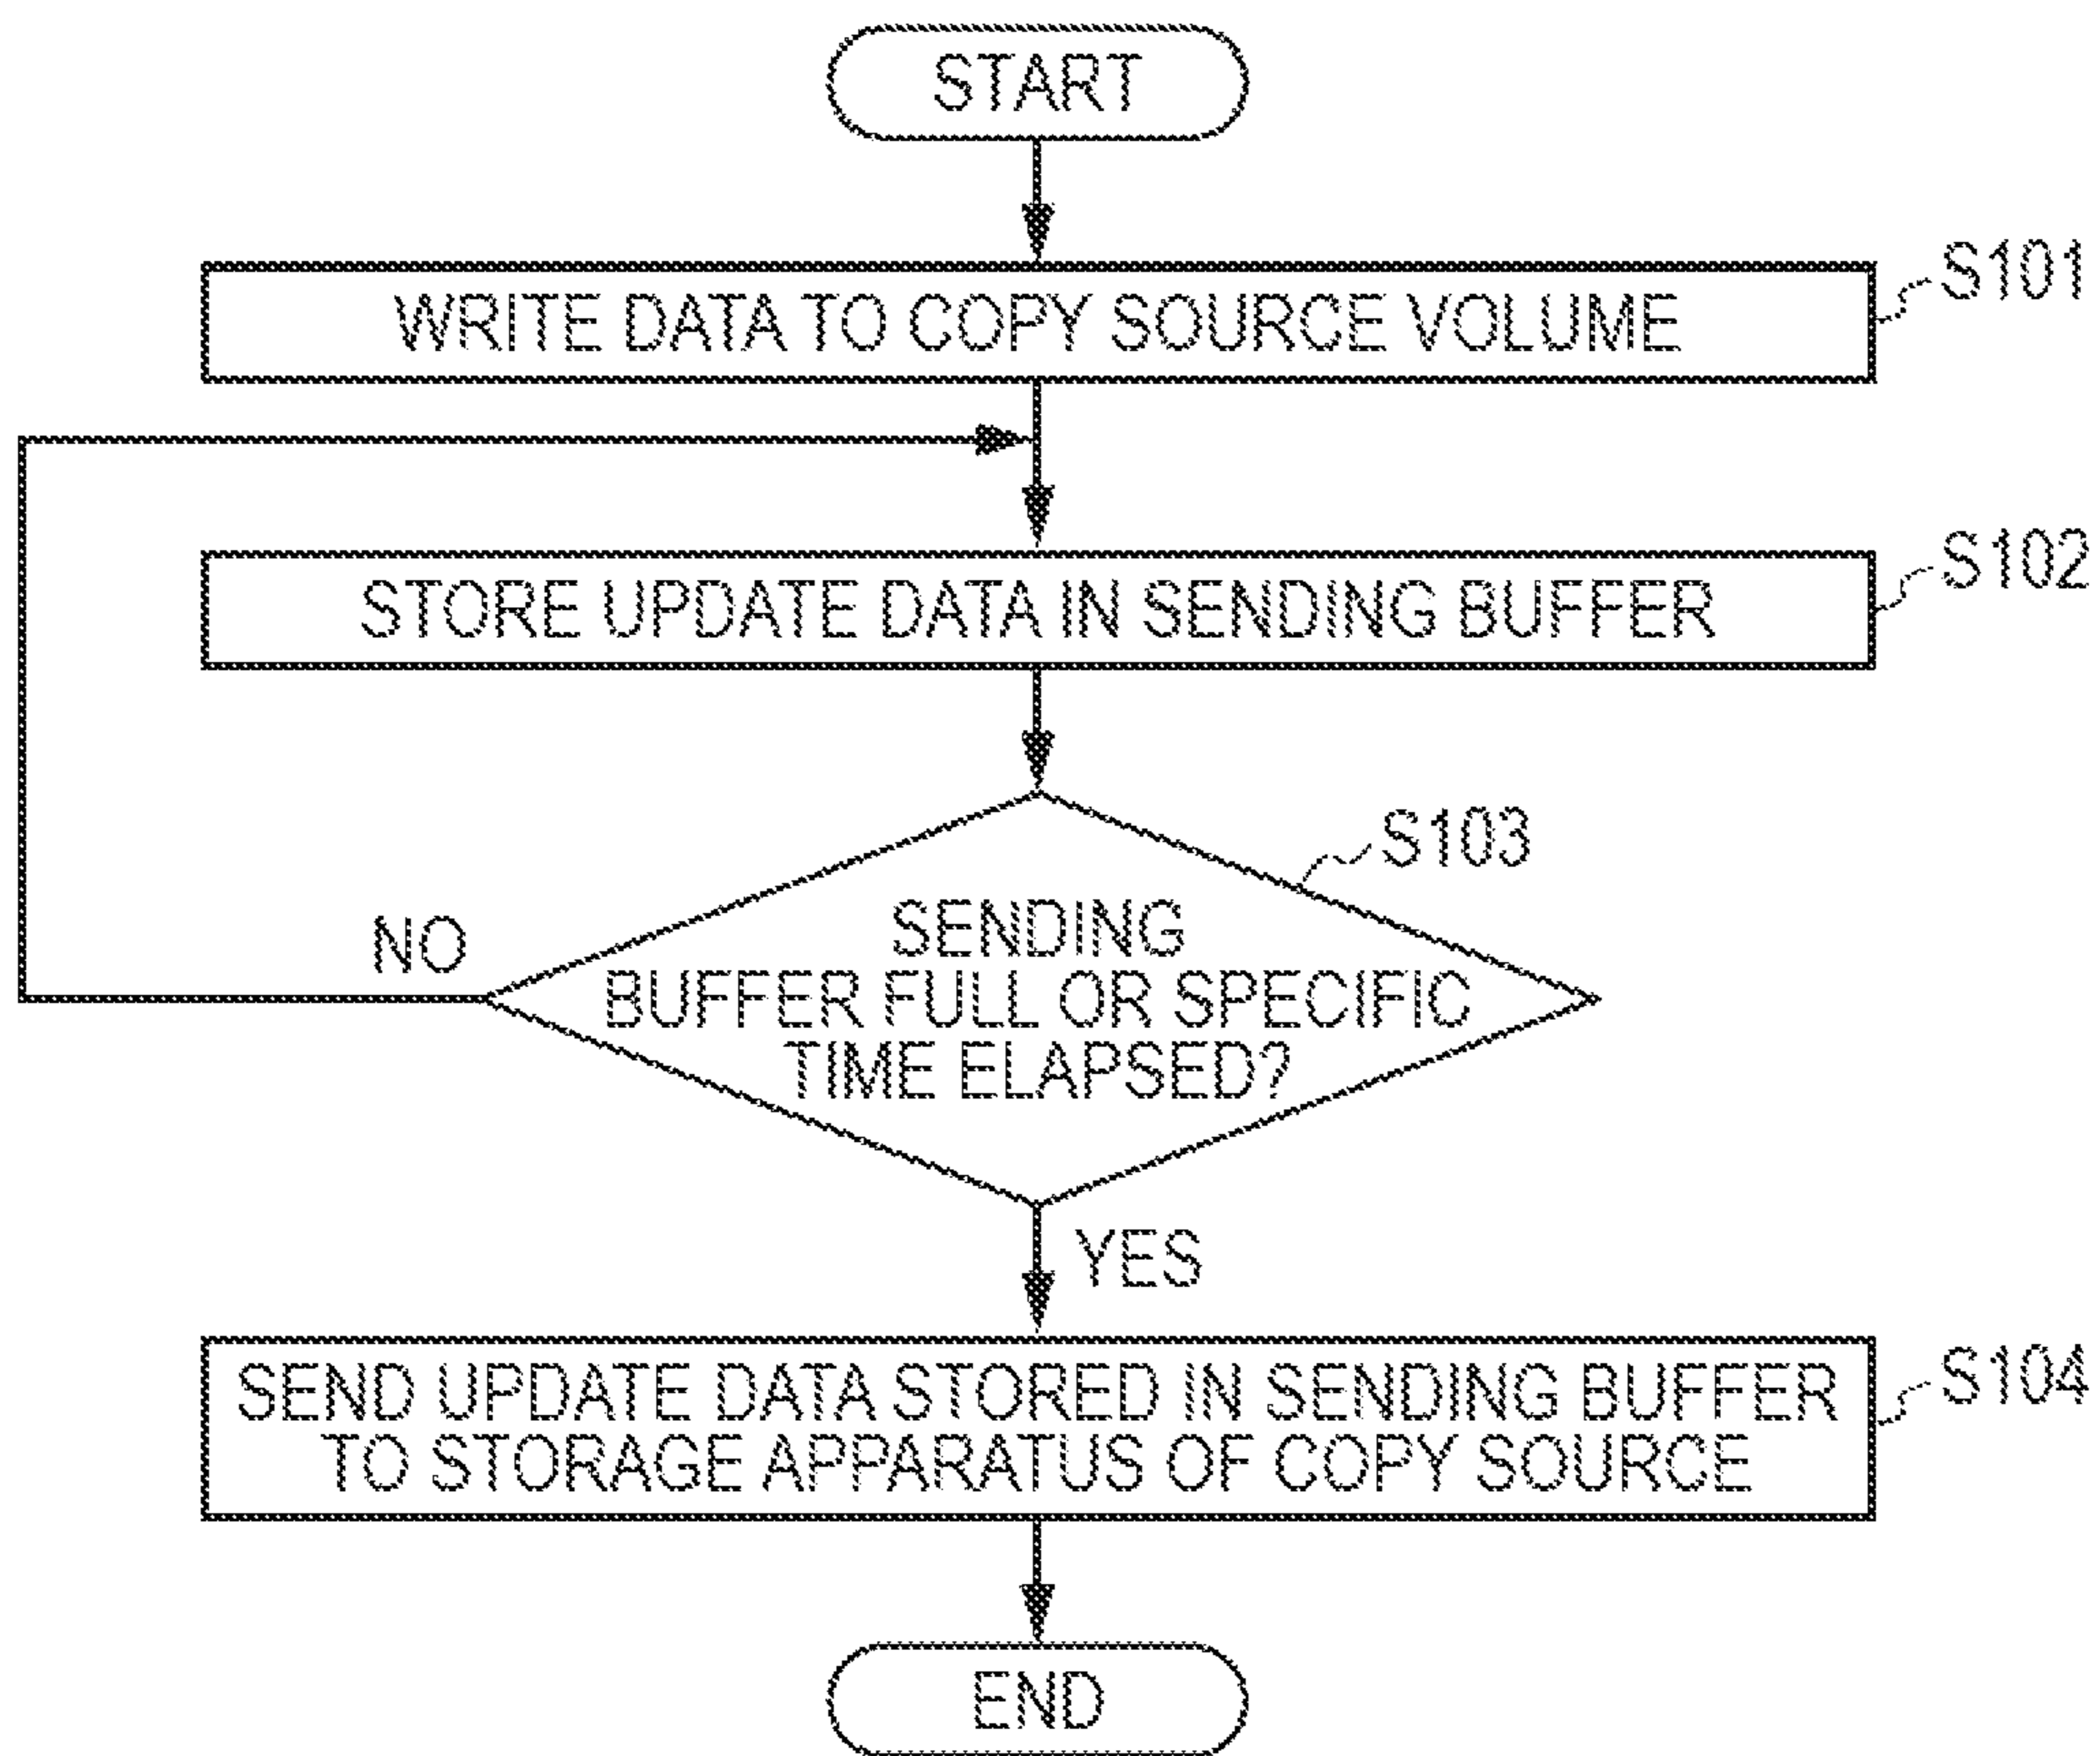 START
WRITE DATA TO COPY SOURCE VOLUME
S101
STORE UPDATE DATA IN SENDING BUFFER
S102
S103
SENDING
BUFFER FULL OR SPECIFIC
TIME ELAPSED?
NO
YES
SEND UPDATE DATA STORED IN SENDING BUFFER
TO STORAGE APPARATUS OF COPY SOURCE
S104
END